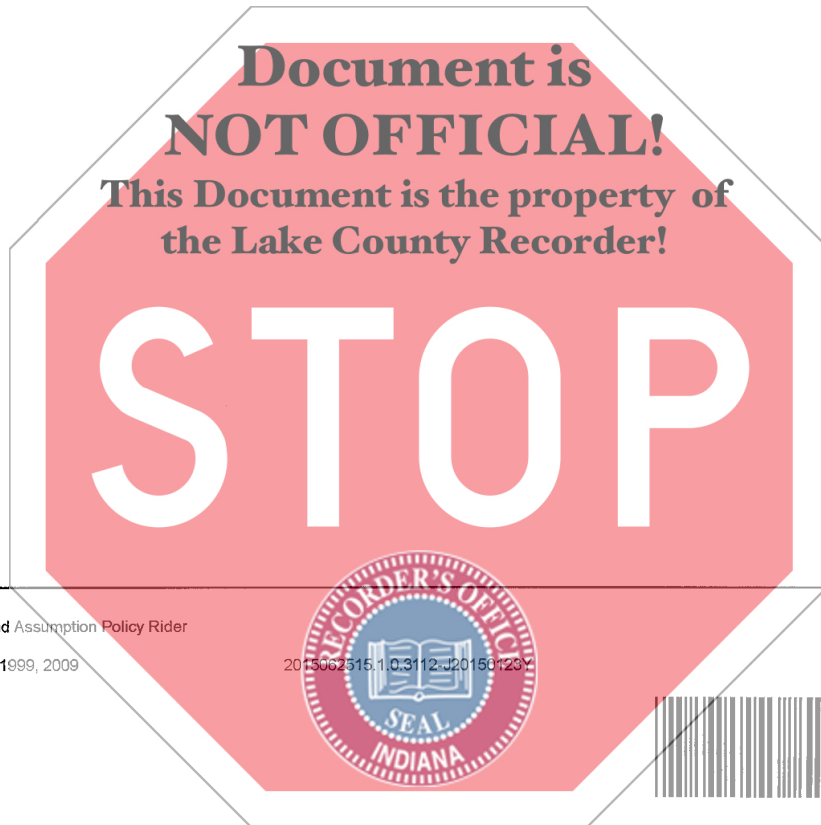 Document is
NOT OFFICIAL!
This Document is the property of
the Lake County Recorder!
STOP
d Assumption Policy Rider
1999, 2009
2015062515.1.0.3112-J20150123Y
RECORDER'S OFFICE
SEAL
INDIANA